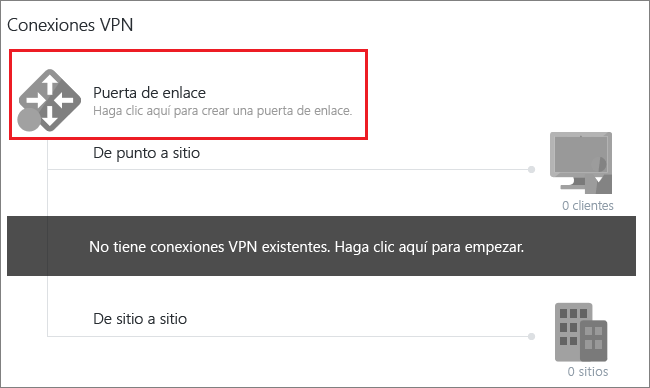 Conexiones VPN
Puerta de enlace
Haga clic aquí para crear una puerta de enlace.
De punto a sitio
0 clientes
No tiene conexiones VPN existentes. Haga clic aquí para empezar.
De sitio a sitio
0 sitios